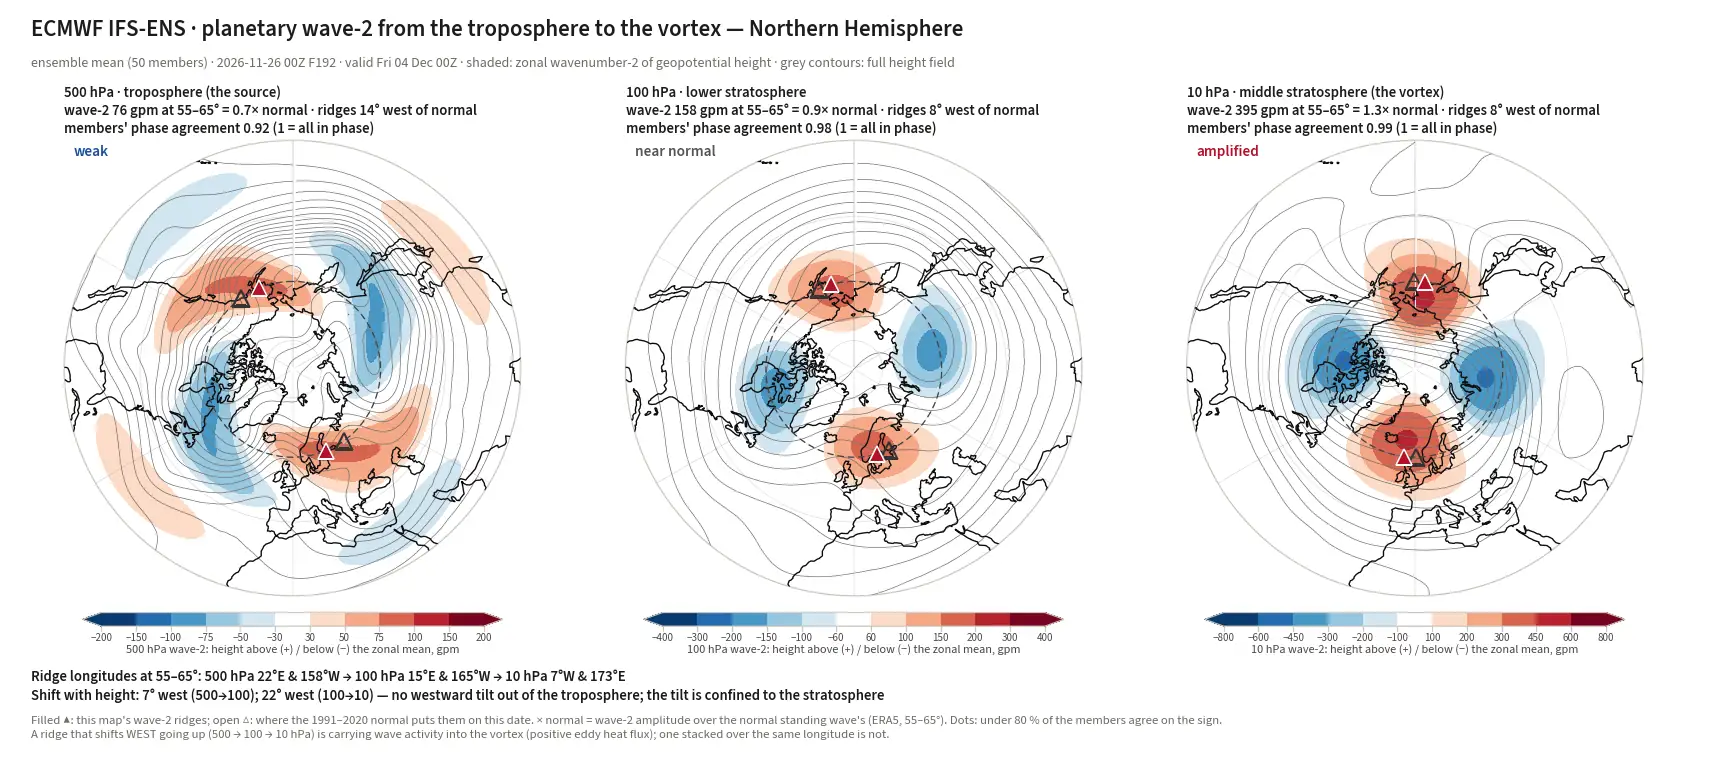 ECMWF IFS-ENS · planetary wave-2 from the troposphere to the vortex — Northern Hemisphere
ensemble mean (50 members) · 2026-11-26 00Z F192 · valid Fri 04 Dec 00Z · shaded: zonal wavenumber-2 of geopotential height · grey contours: full height field
500 hPa · troposphere (the source)
wave-2 76 gpm at 55–65° = 0.7× normal · ridges 14° west of normal
members' phase agreement 0.92 (1 = all in phase)
weak
100 hPa · lower stratosphere
wave-2 158 gpm at 55–65° = 0.9× normal · ridges 8° west of normal
members' phase agreement 0.98 (1 = all in phase)
near normal
10 hPa · middle stratosphere (the vortex)
wave-2 395 gpm at 55–65° = 1.3× normal · ridges 8° west of normal
members' phase agreement 0.99 (1 = all in phase)
amplified
−200 −150 −100 −75 −50 −30 30 50 75 100 150 200
500 hPa wave-2: height above (+) / below (−) the zonal mean, gpm
−400 −300 −200 −150 −100 −60 60 100 150 200 300 400
100 hPa wave-2: height above (+) / below (−) the zonal mean, gpm
−800 −600 −450 −300 −200 −100 100 200 300 450 600 800
10 hPa wave-2: height above (+) / below (−) the zonal mean, gpm
Ridge longitudes at 55–65°: 500 hPa 22°E & 158°W → 100 hPa 15°E & 165°W → 10 hPa 7°W & 173°E
Shift with height: 7° west (500→100); 22° west (100→10) — no westward tilt out of the troposphere; the tilt is confined to the stratosphere
Filled ▲: this map's wave-2 ridges; open △: where the 1991–2020 normal puts them on this date. × normal = wave-2 amplitude over the normal standing wave's (ERA5, 55–65°). Dots: under 80 % of the members agree on the sign.
A ridge that shifts WEST going up (500 → 100 → 10 hPa) is carrying wave activity into the vortex (positive eddy heat flux); one stacked over the same longitude is not.